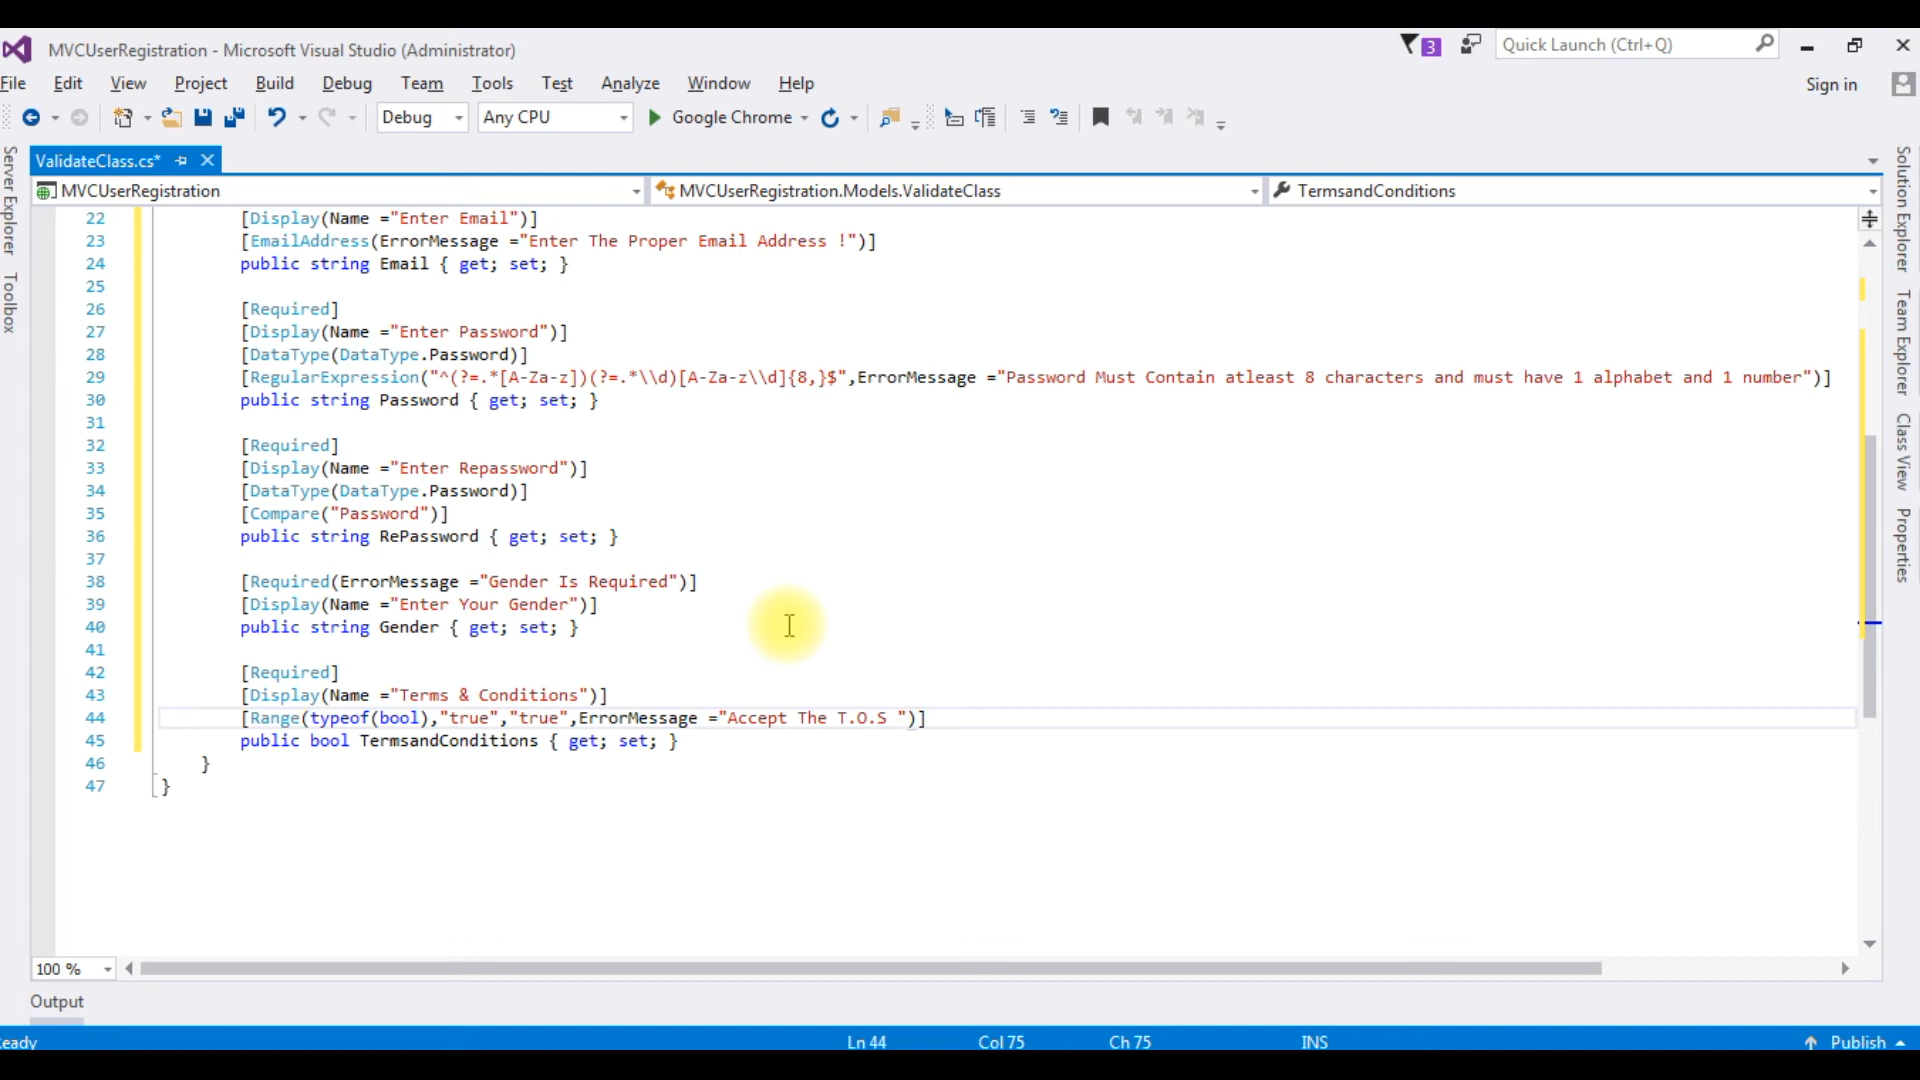 MVCUserRegistration - Microsoft Visual Studio (Administrator)
3
Quick Launch (Ctrl+Q)
File Edit View Project Build Debug Team Tools Test Analyze Window Help
Sign in
Debug
Any CPU
Google Chrome
Server Explorer
Toolbox
ValidateClass.cs*
MVCUserRegistration
MVCUserRegistration.Models.ValidateClass
TermsandConditions
22 [Display(Name ="Enter Email")]
23 [EmailAddress(ErrorMessage ="Enter The Proper Email Address !")]
24 public string Email { get; set; }
25
26 [Required]
27 [Display(Name ="Enter Password")]
28 [DataType(DataType.Password)]
29 [RegularExpression("^(?=.*[A-Za-z])(?=.*\\d)[A-Za-z\\d]{8,}$",ErrorMessage ="Password Must Contain atleast 8 characters and must have 1 alphabet and 1 number")]
30 public string Password { get; set; }
31
32 [Required]
33 [Display(Name ="Enter Repassword")]
34 [DataType(DataType.Password)]
35 [Compare("Password")]
36 public string RePassword { get; set; }
37
38 [Required(ErrorMessage ="Gender Is Required")]
39 [Display(Name ="Enter Your Gender")]
40 public string Gender { get; set; }
41
42 [Required]
43 [Display(Name ="Terms & Conditions")]
44 [Range(typeof(bool),"true","true",ErrorMessage ="Accept The T.O.S ")]
45 public bool TermsandConditions { get; set; }
46 }
47 }
Solution Explorer
Team Explorer
Class View
Properties
100 %
Output
eady
Ln 44
Col 75
Ch 75
INS
Publish